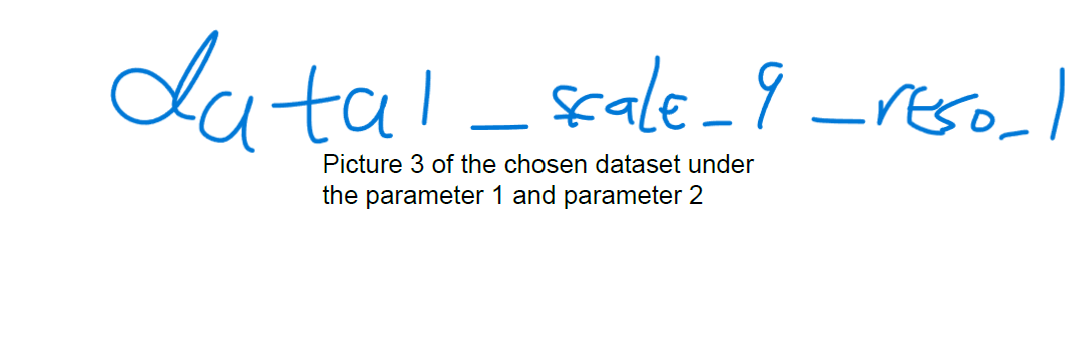 data1_scale_9_reso_1
Picture 3 of the chosen dataset under
the parameter 1 and parameter 2